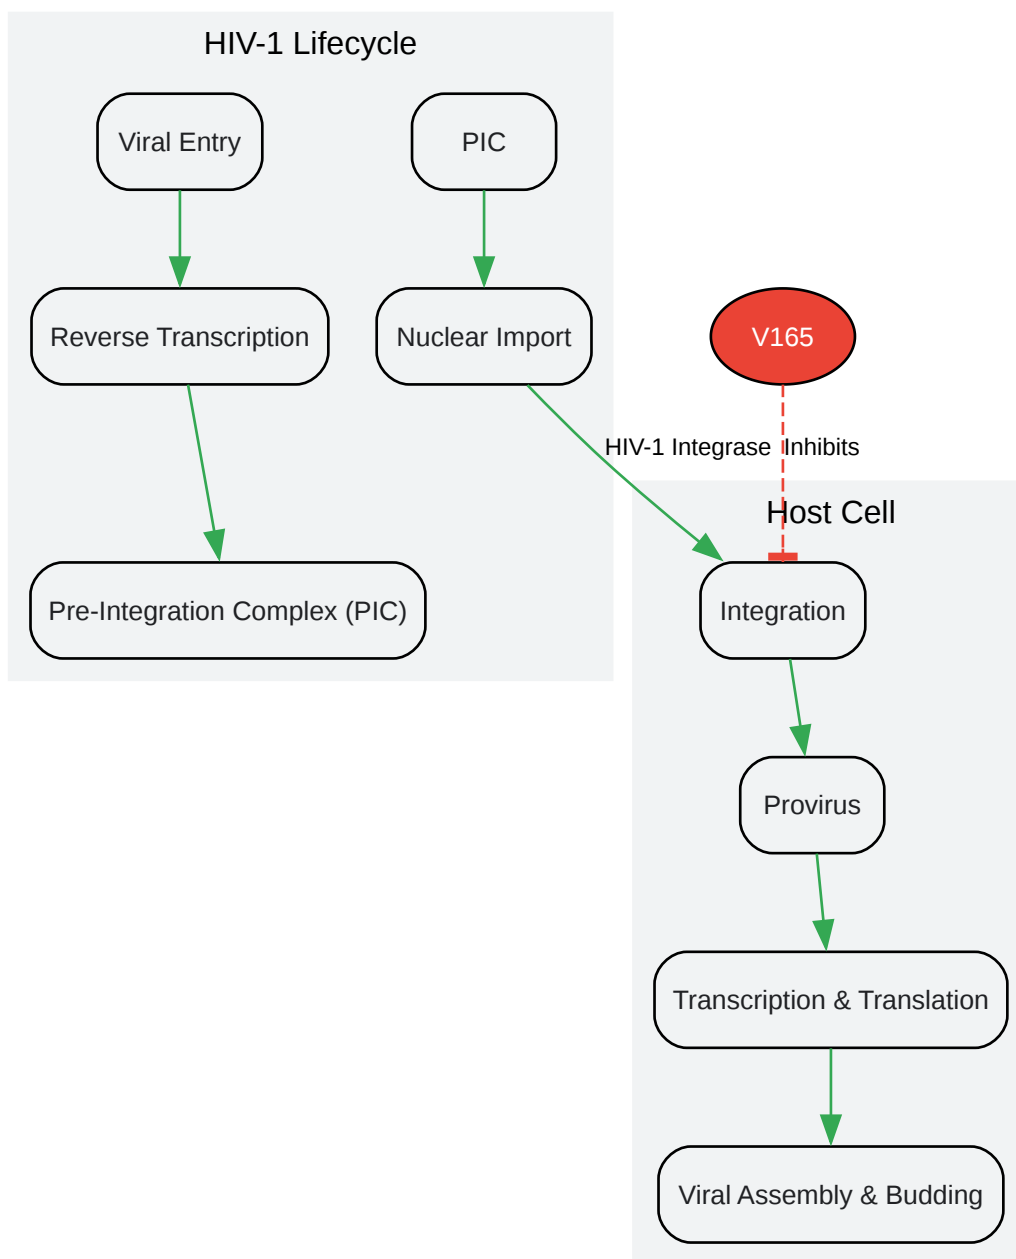 HIV-1 Lifecycle
Viral Entry
PIC
Reverse Transcription
Nuclear Import
V165
HIV-1 Integrase
Inhibits
Host Cell
Pre-Integration Complex (PIC)
Integration
Provirus
Transcription & Translation
Viral Assembly & Budding